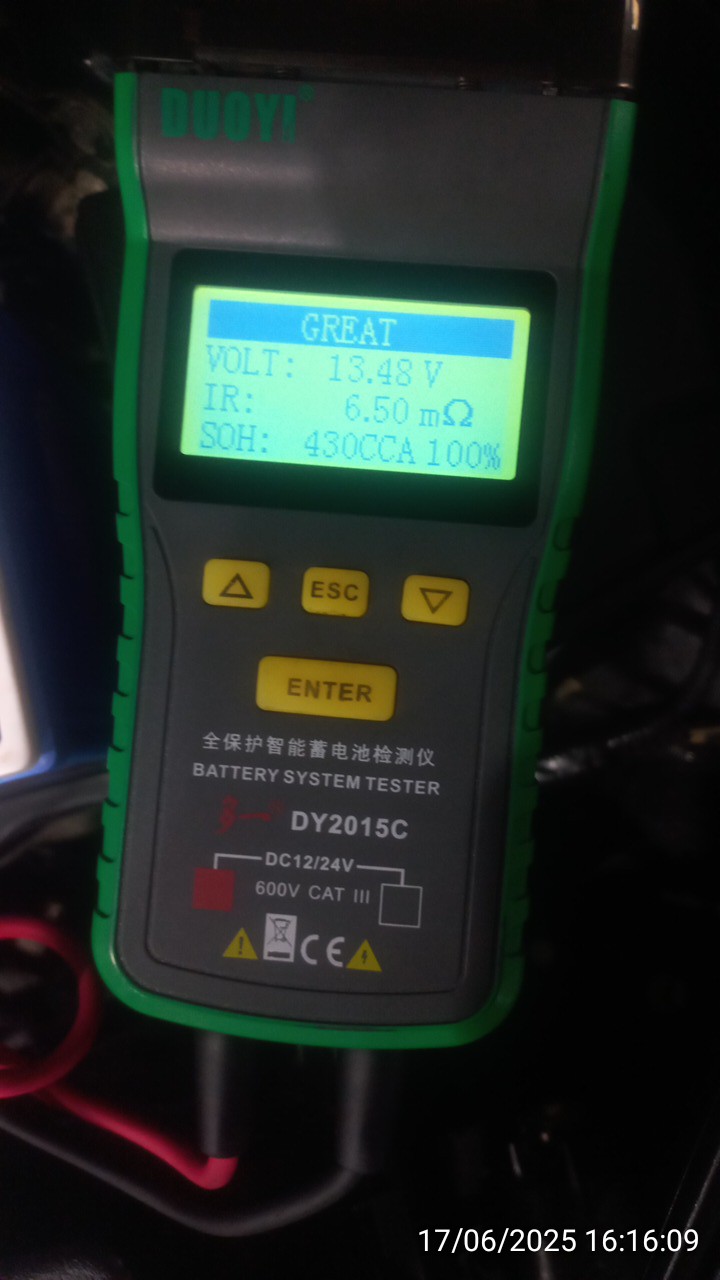 DUOYI®
GREAT
VOLT: 13.48 V
IR: 6.50 mΩ
SOH: 430CCA 100%
ESC
ENTER
全保护智能蓄电池检测仪
BATTERY SYSTEM TESTER
DY2015C
DC12/24V
600V CAT III
CE
17/06/2025 16:16:09